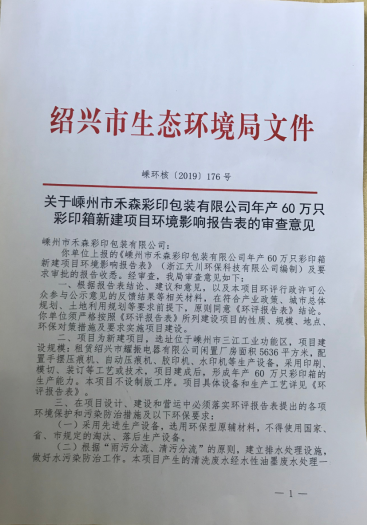 绍兴市生态环境局文件
嵊环核〔2019〕176号
关于嵊州市禾森彩印包装有限公司年产60万只
彩印箱新建项目环境影响报告表的审查意见
嵊州市禾森彩印包装有限公司：
你单位上报的《嵊州市禾森彩印包装有限公司年产60万只彩印箱
新建项目环境影响报告表》（浙江天川环保科技有限公司编制）及要
求审批的报告收悉。经审查，我局审查意见如下：
一、根据报告表结论、建议和意见，以及本项目环评行政许可公
众参与公示意见的反馈结果等相关材料，在符合产业政策、城市总体
规划、土地利用规划等要求前提下，原则同意《环评报告表》结论。
你单位须严格按照《环评报告表》所列建设项目的性质、规模、地点、
环保对策措施及要求实施项目建设。
二、项目为新建项目，选址于嵊州市三江工业功能区，项目建
设规模：租赁绍兴市耀振电器有限公司闲置厂房面积5636平方米，配
置手摆压液机、自动压液机、胶印机、水印机等生产设备，采用印刷、
模切、装订等工艺或技术，项目建成后，形成年产60万只彩印箱的
生产能力。本项目不设制版工序。项目具体设备和生产工艺详见《环
评报告表》。
三、在项目设计、建设和营运中必须落实环评报告表提出的各项
环境保护和污染防治措施及以下环保要求：
（一）采用先进生产设备，选用环保型原辅材料，不得使用国家、
省、市规定的淘汰、落后生产设备。
（二）根据“雨污分流、清污分流”的原则，建立排水处理设施，
做好水污染防治工作。本项目产生的清洗废水经水性油墨废水处理一
— 1 —